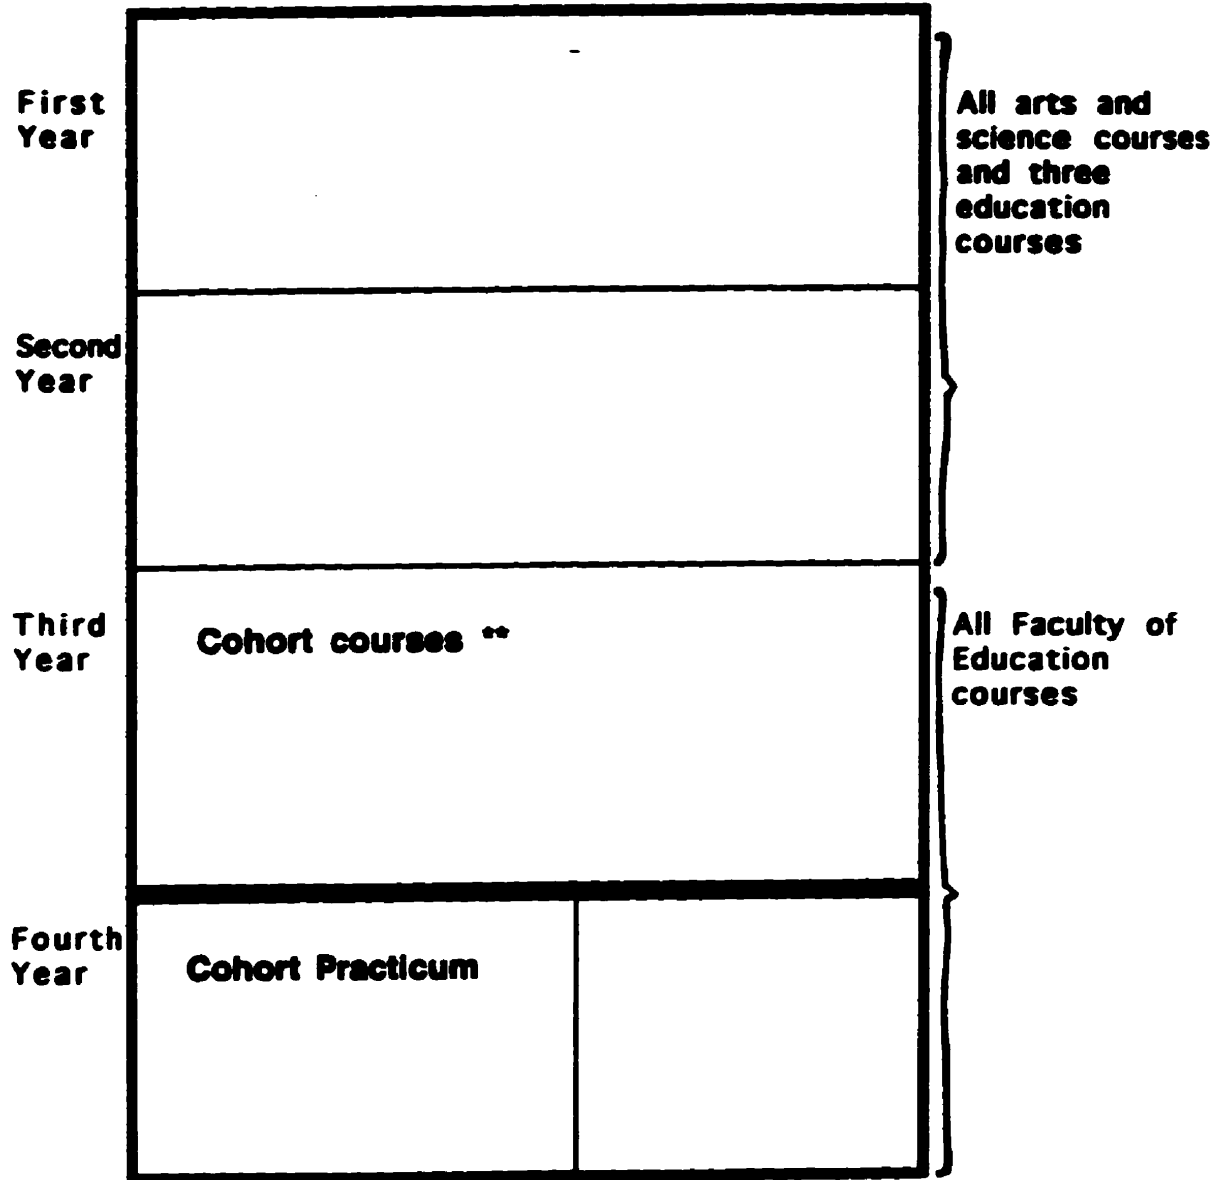 First
Year
All arts and
science courses
and three
education
courses
Second
Year
Third
Year
Cohort courses **
All Faculty of
Education
courses
Fourth
Year
Cohort Practicum